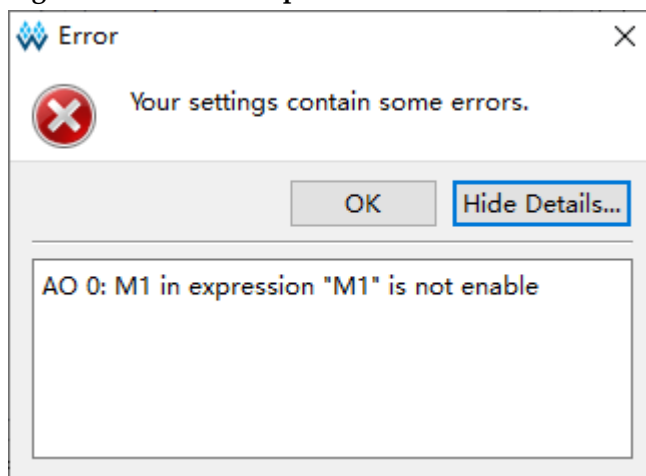 Error
Your settings contain some errors.
OK
Hide Details...
AO 0: M1 in expression "M1" is not enable